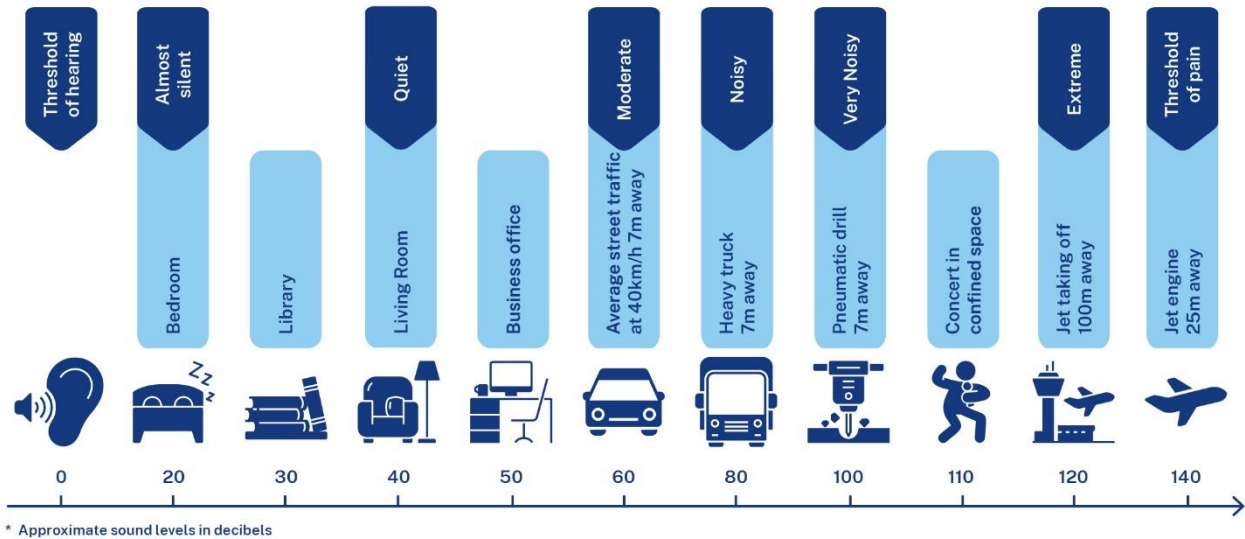 Threshold
of hearing
Almost
silent
Quiet
Moderate
Noisy
Very Noisy
Extreme
Threshold
of pain
Bedroom
Library
Living Room
Business office
Average street traffic
at 40km/h 7m away
Heavy truck
7m away
Pneumatic drill
7m away
Concert in
confined space
Jet taking off
100m away
Jet engine
25m away
ZZz
0 20 30 40 50 60 80 100 110 120 140
* Approximate sound levels in decibels